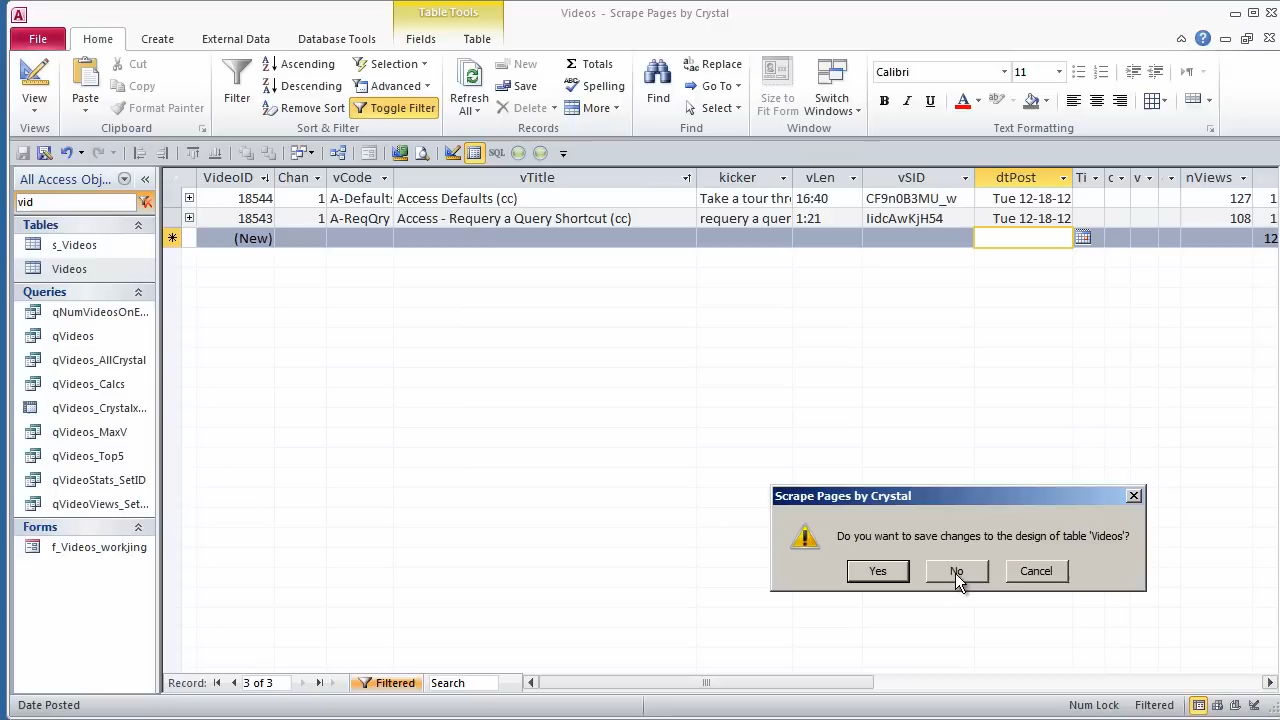 Table Tools
Videos - Scrape Pages by Crystal
File Home Create External Data Database Tools Fields Table
View
Views
Paste
Cut
Copy
Format Painter
Clipboard
Filter
Ascending
Descending
Remove Sort
Selection
Advanced
Toggle Filter
Sort & Filter
Refresh
All
New
Save
Delete
Totals
Spelling
More
Records
Find
Replace
Go To
Select
Find
Size to
Fit Form
Switch
Windows
Window
Calibri 11
B I U A ab
Text Formatting
SQL
All Access Obj...
vid
Tables
s_Videos
Videos
Queries
qNumVideosOnE...
qVideos
qVideos_AllCrystal
qVideos_Calcs
qVideos_Crystalx...
qVideos_MaxV
qVideos_Top5
qVideoStats_SetID
qVideoViews_Set...
Forms
f_Videos_workjing
VideoID Chan vCode vTitle kicker vLen vSID dtPost Ti c v nViews V
18544 1 A-Defaults Access Defaults (cc) Take a tour thr 16:40 CF9n0B3MU_w Tue 12-18-12 127 1
18543 1 A-ReqQry Access - Requery a Query Shortcut (cc) requery a quer 1:21 IidcAwKjH54 Tue 12-18-12 108 1
(New) 12
Scrape Pages by Crystal
Do you want to save changes to the design of table 'Videos'?
Yes No Cancel
Record: 3 of 3 Filtered Search
Date Posted Num Lock Filtered